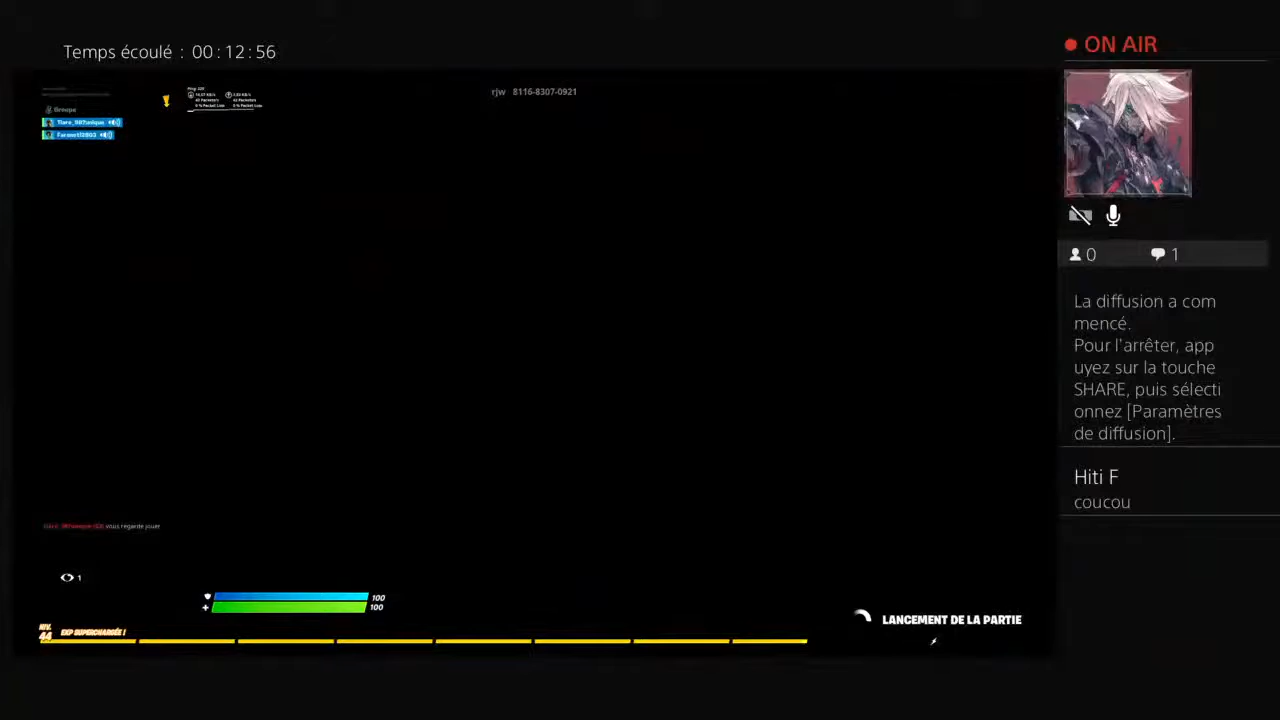 Temps écoulé : 00:12:56
ON AIR
rjw 8116-8307-0921
Groupe
0 1
La diffusion a com
mencé.
Pour l'arrêter, app
uyez sur la touche
SHARE, puis sélecti
onnez [Paramètres
de diffusion].
Hiti F
coucou
vous regarde jouer
1
100
100
NIV.
44
EXP SUPERCHARGÉE !
LANCEMENT DE LA PARTIE